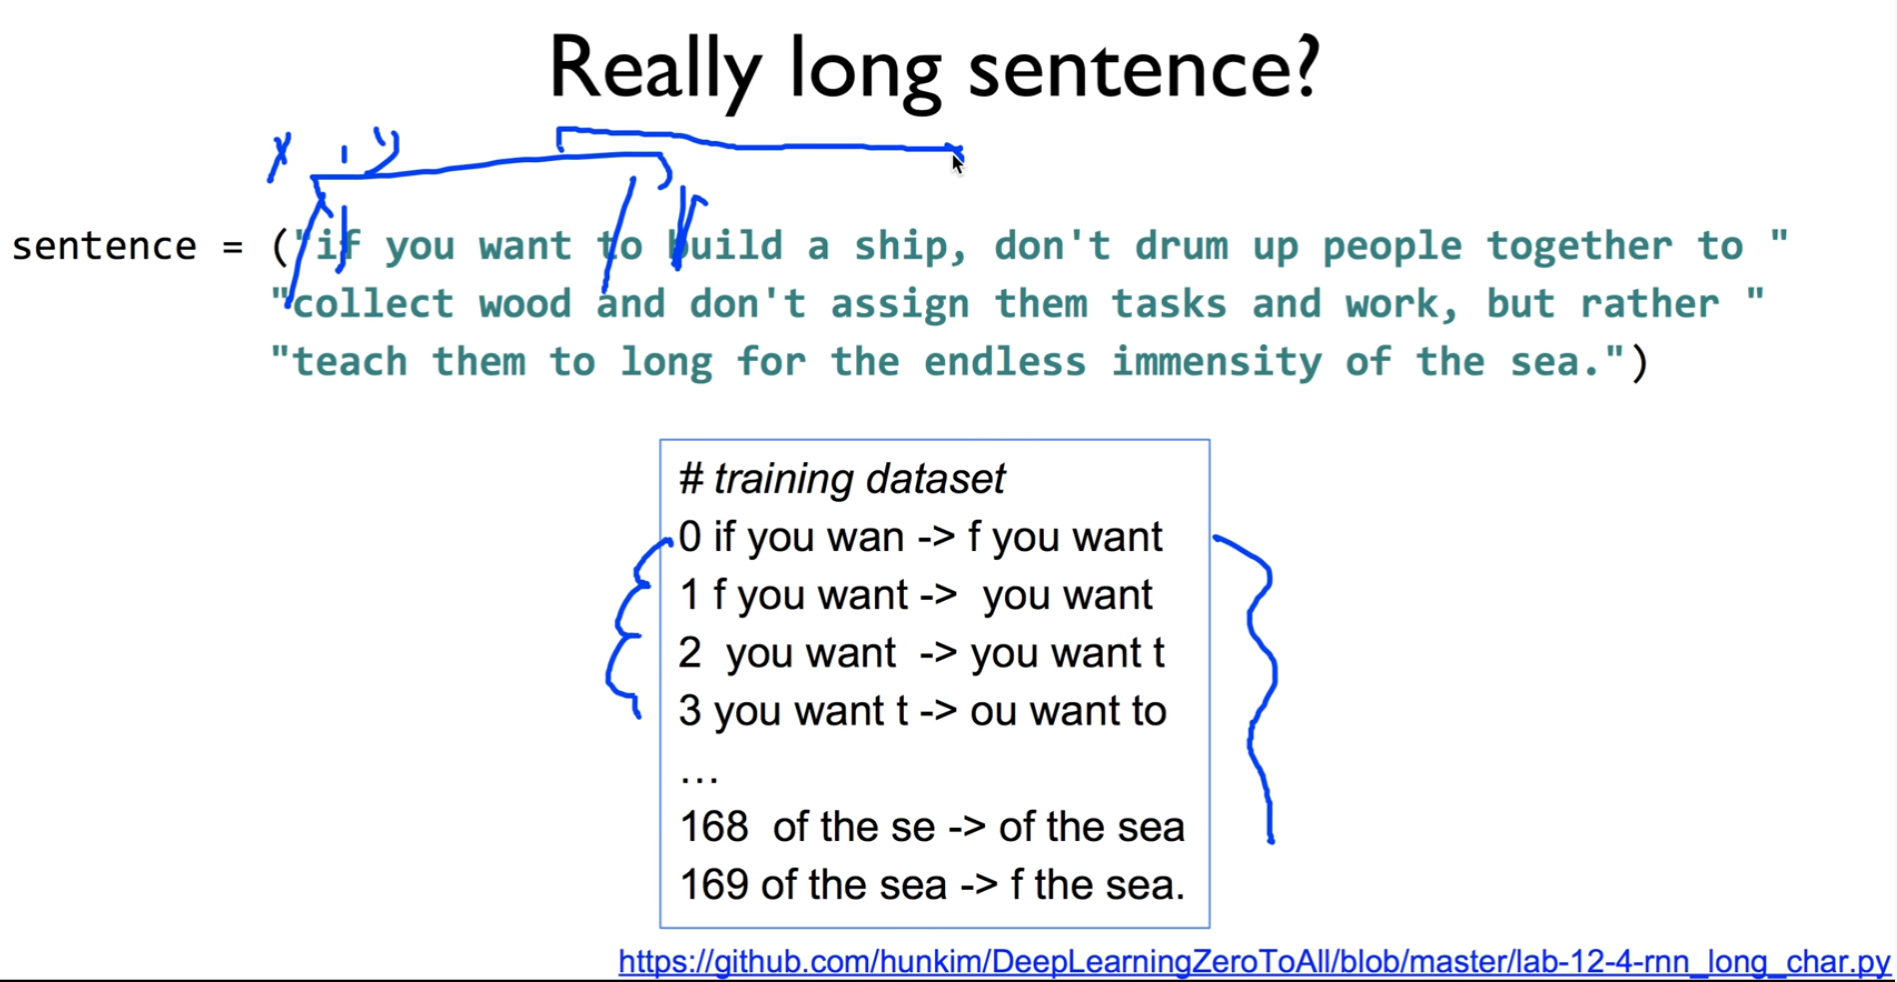 Really long sentence?
x , y
sentence = ("if you want to build a ship, don't drum up people together to "
"collect wood and don't assign them tasks and work, but rather "
"teach them to long for the endless immensity of the sea.")
# training dataset
0 if you wan -> f you want
1 f you want ->  you want
2  you want  -> you want t
3 you want t -> ou want to
…
168  of the se -> of the sea
169 of the sea -> f the sea.
https://github.com/hunkim/DeepLearningZeroToAll/blob/master/lab-12-4-rnn_long_char.py